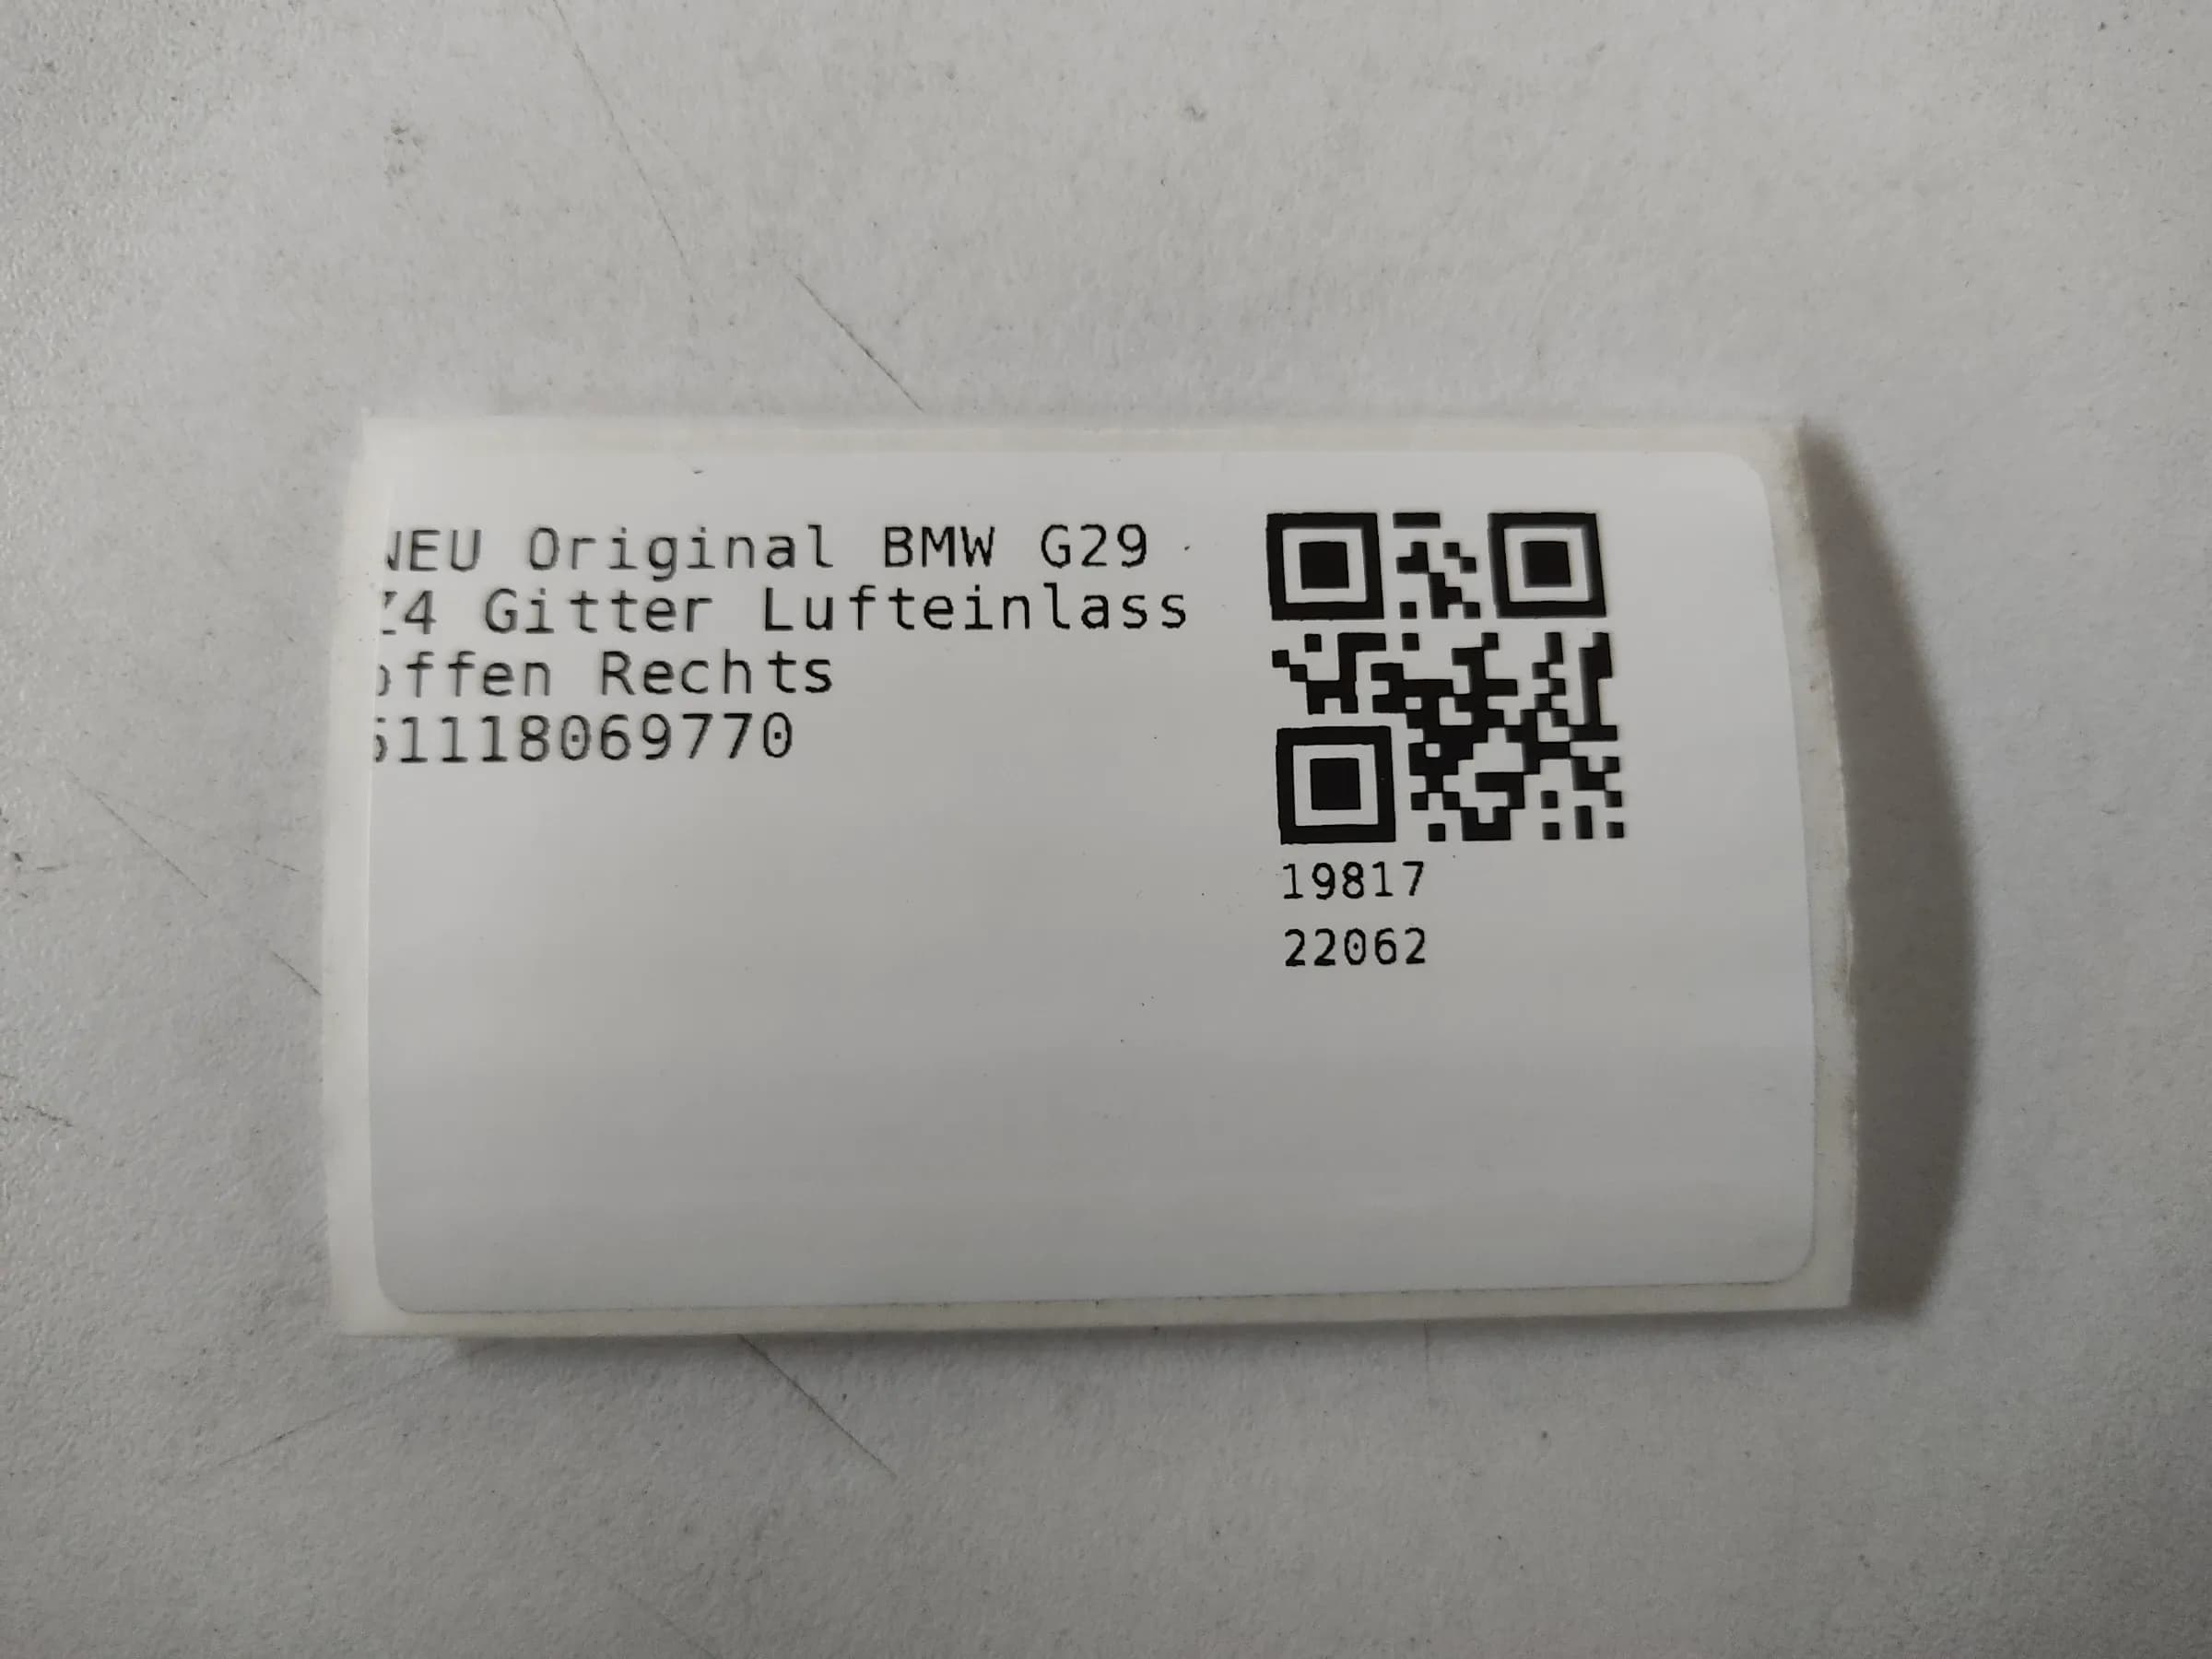 NEU Original BMW G29
Z4 Gitter Lufteinlass
offen Rechts
51118069770
19817
22062